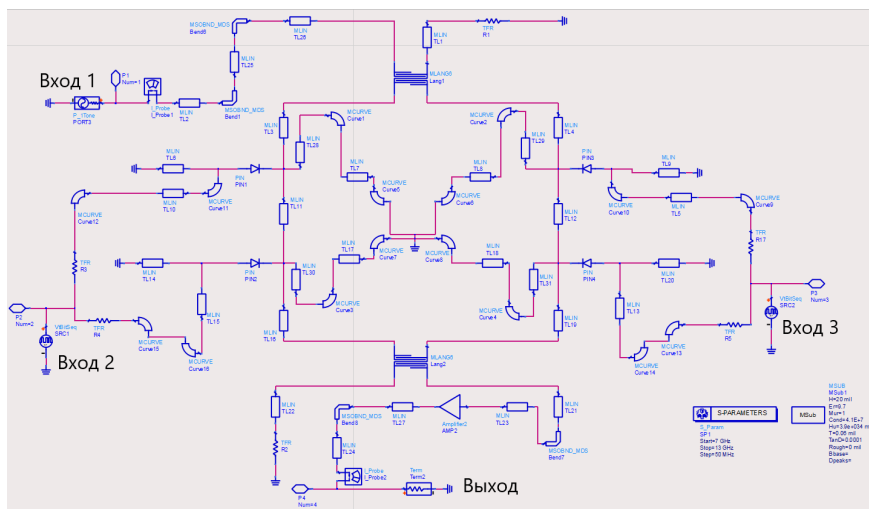 MSOBND_MDS
Bend6
MLIN
TL26
MLIN
TL1
TFR
R1
MLIN
TL25
MLANG6
Lang1
Вход 1
P1
Num=1
I_Probe
I_Probe1
P_1Tone
PORT3
MLIN
TL2
MSOBND_MDS
Bend1
MLIN
TL3
MCURVE
Curve1
MCURVE
Curve2
MLIN
TL4
MLIN
TL28
MLIN
TL29
MLIN
TL6
PIN
PIN1
MLIN
TL7
MLIN
TL8
PIN
PIN3
MLIN
TL9
MCURVE
Curve12
MLIN
TL10
MCURVE
Curve11
MCURVE
Curve5
MCURVE
Curve6
MCURVE
Curve10
MLIN
TL5
MCURVE
Curve9
MLIN
TL11
MLIN
TL12
TFR
R3
MLIN
TL14
PIN
PIN2
MLIN
TL17
MCURVE
Curve7
MCURVE
Curve8
MLIN
TL18
PIN
PIN4
MLIN
TL20
TFR
R17
MLIN
TL30
MLIN
TL31
P2
Num=2
P3
Num=3
VtBitSeq
SRC1
TFR
R4
MLIN
TL15
MCURVE
Curve3
MCURVE
Curve4
MLIN
TL13
VtBitSeq
SRC2
Вход 2
MCURVE
Curve15
MCURVE
Curve16
MLIN
TL16
MLIN
TL19
MCURVE
Curve13
TFR
R5
Вход 3
MCURVE
Curve14
MLANG6
Lang2
MLIN
TL22
MSOBND_MDS
Bend8
MLIN
TL27
Amplifier2
AMP2
MLIN
TL23
MLIN
TL21
MSOBND_MDS
Bend7
TFR
R2
MLIN
TL24
I_Probe
I_Probe2
Term
Term2
P4
Num=4
Выход
S-PARAMETERS
S_Param
SP1
Start=7 GHz
Stop=13 GHz
Step=50 MHz
MSub
MSUB
MSub1
H=20 mil
Er=9.7
Mur=1
Cond=4.1E+7
Hu=3.9e+034 m
T=0.05 mil
TanD=0.0001
Rough=0 mil
Bbase=
Dpeaks=